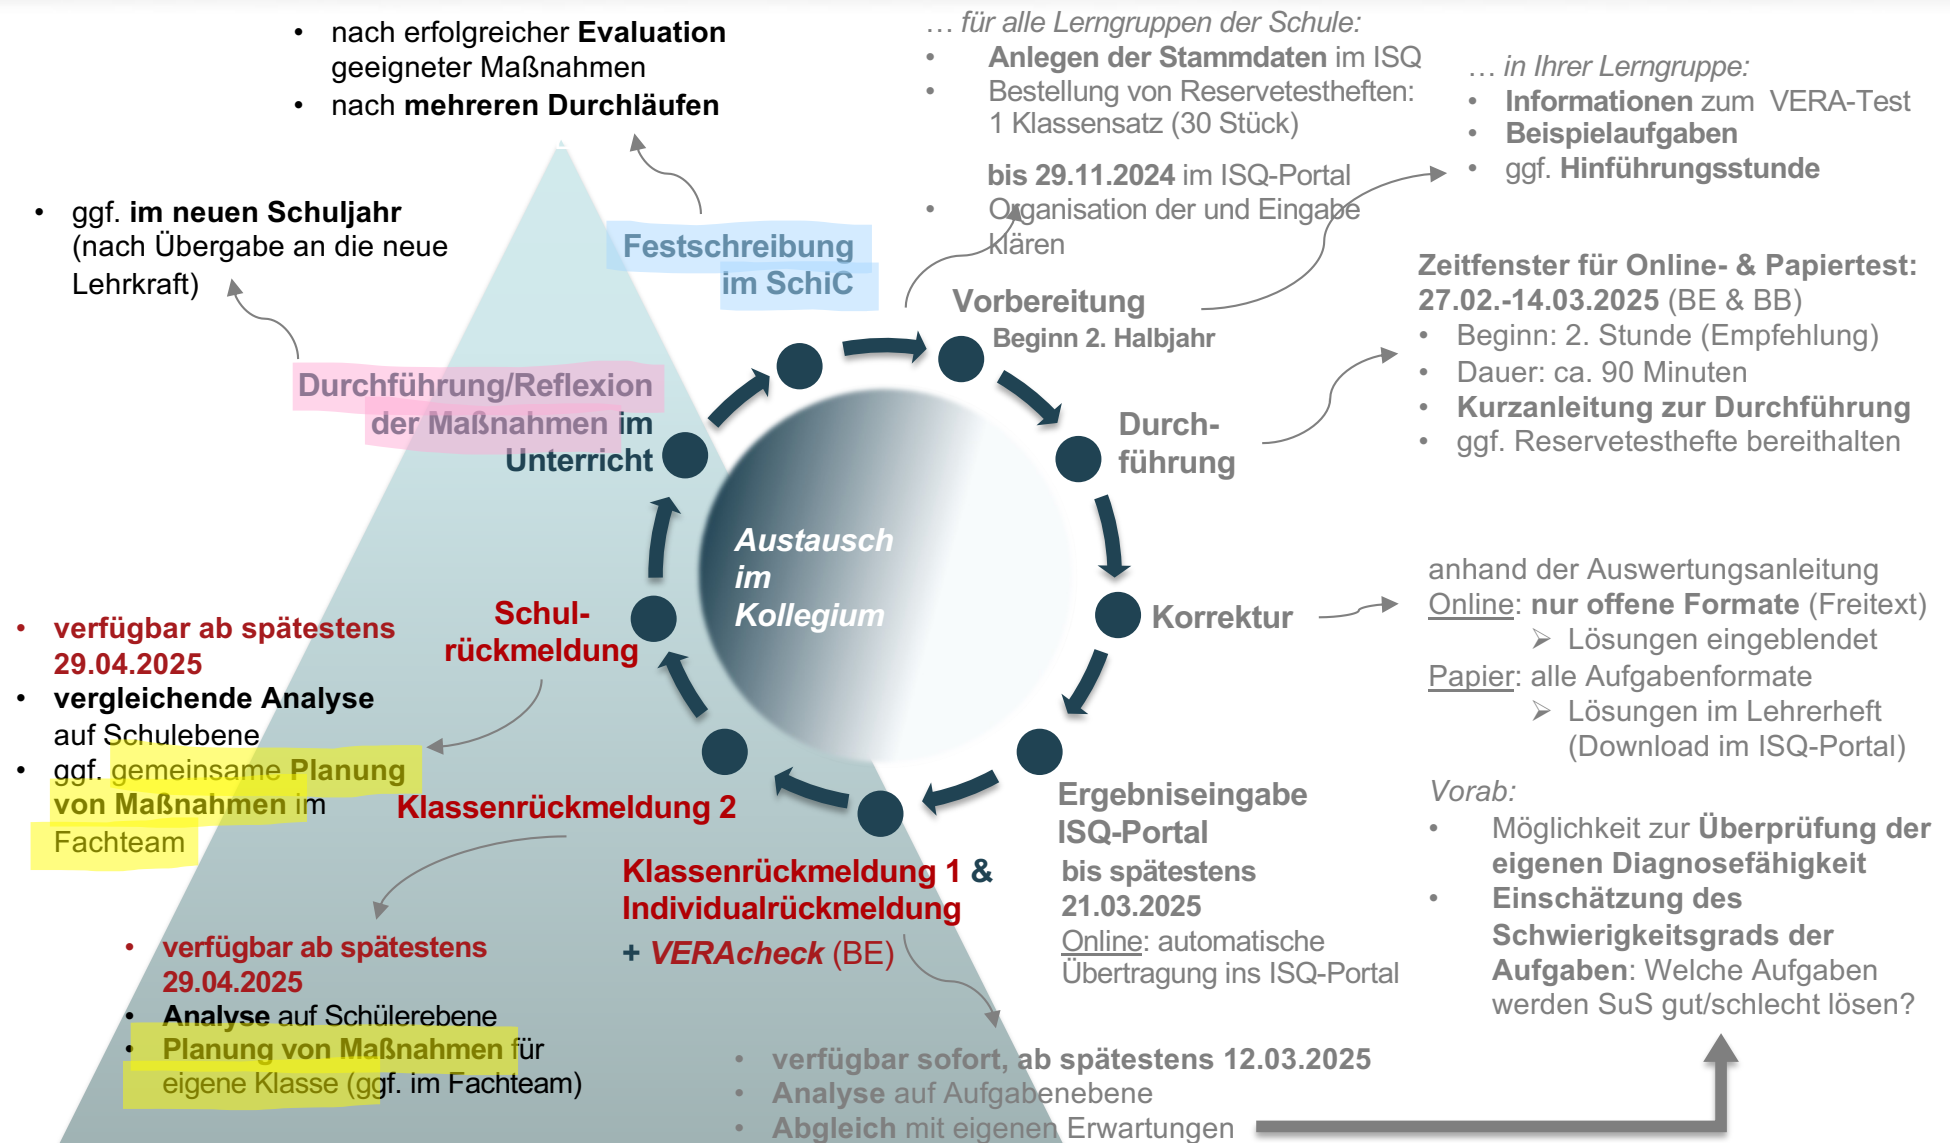 • nach erfolgreicher Evaluation
geeigneter Maßnahmen
• nach mehreren Durchläufen
… für alle Lerngruppen der Schule:
• Anlegen der Stammdaten im ISQ
• Bestellung von Reservetestheften:
1 Klassensatz (30 Stück)
bis 29.11.2024 im ISQ-Portal
• Organisation der und Eingabe
klären
… in Ihrer Lerngruppe:
• Informationen zum VERA-Test
• Beispielaufgaben
• ggf. Hinführungsstunde
• ggf. im neuen Schuljahr
(nach Übergabe an die neue
Lehrkraft)
Festschreibung
im SchiC
Vorbereitung
Beginn 2. Halbjahr
Zeitfenster für Online- & Papiertest:
27.02.-14.03.2025 (BE & BB)
• Beginn: 2. Stunde (Empfehlung)
• Dauer: ca. 90 Minuten
• Kurzanleitung zur Durchführung
• ggf. Reservetesthefte bereithalten
Durchführung/Reflexion
der Maßnahmen im
Unterricht
Durch-
führung
Austausch
im
Kollegium
Schul-
rückmeldung
Korrektur
anhand der Auswertungsanleitung
Online: nur offene Formate (Freitext)
➢ Lösungen eingeblendet
Papier: alle Aufgabenformate
➢ Lösungen im Lehrerheft
(Download im ISQ-Portal)
• verfügbar ab spätestens
29.04.2025
• vergleichende Analyse
auf Schulebene
• ggf. gemeinsame Planung
von Maßnahmen im
Fachteam
Klassenrückmeldung 2
Klassenrückmeldung 1 &
Individualrückmeldung
+ VERAcheck (BE)
Ergebniseingabe
ISQ-Portal
bis spätestens
21.03.2025
Online: automatische
Übertragung ins ISQ-Portal
Vorab:
• Möglichkeit zur Überprüfung der
eigenen Diagnosefähigkeit
• Einschätzung des
Schwierigkeitsgrads der
Aufgaben: Welche Aufgaben
werden SuS gut/schlecht lösen?
• verfügbar ab spätestens
29.04.2025
• Analyse auf Schülerebene
• Planung von Maßnahmen für
eigene Klasse (ggf. im Fachteam)
• verfügbar sofort, ab spätestens 12.03.2025
• Analyse auf Aufgabenebene
• Abgleich mit eigenen Erwartungen